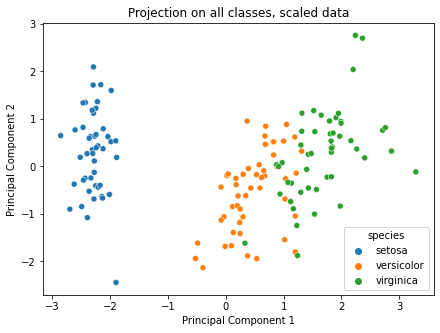 Projection on all classes, scaled data
Principal Component 2
3
2
1
0
−1
−2
−3
−2
−1
0
1
2
3
Principal Component 1
species
setosa
versicolor
virginica